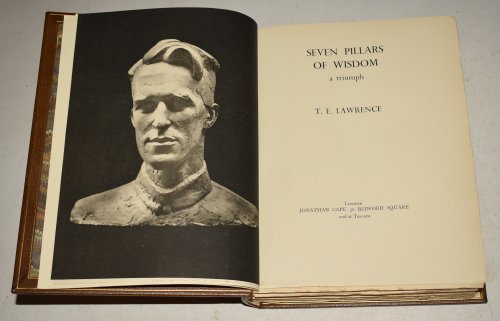 SEVEN PILLARS
OF WISDOM
a triumph
T. E. LAWRENCE
London
JONATHAN CAPE 30 BEDFORD SQUARE
and at Toronto